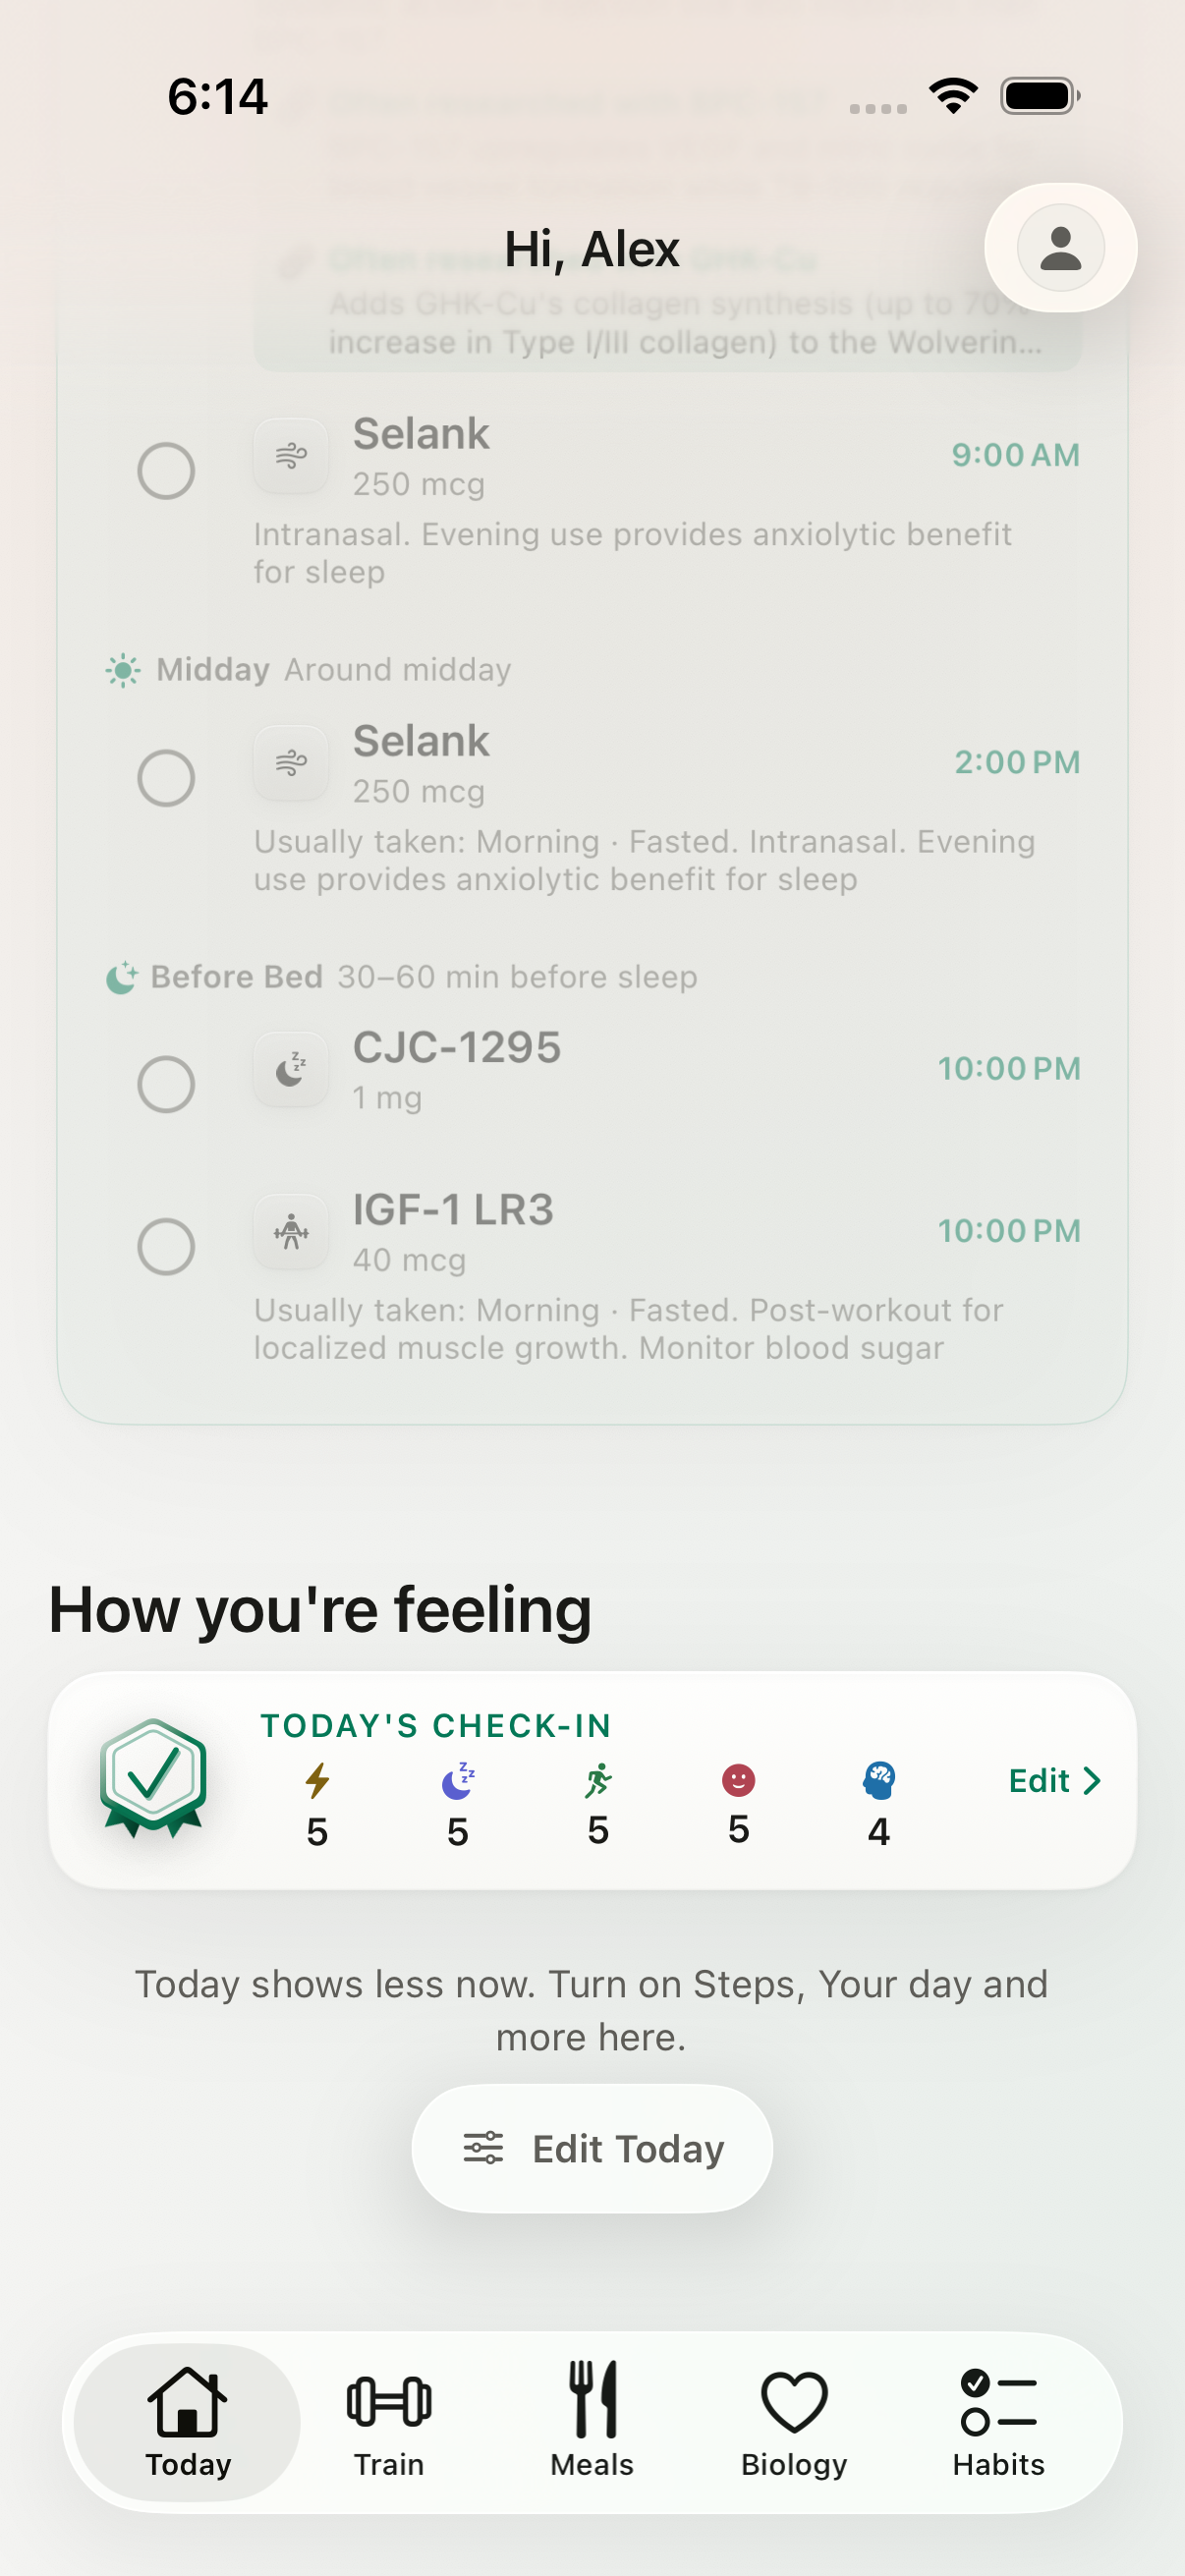 6:14
Hi, Alex
Often researched with GHK-Cu
Adds GHK-Cu's collagen synthesis (up to 70%
increase in Type I/III collagen) to the Wolverin...
Selank
9:00 AM
250 mcg
Intranasal. Evening use provides anxiolytic benefit
for sleep
Midday Around midday
Selank
2:00 PM
250 mcg
Usually taken: Morning · Fasted. Intranasal. Evening
use provides anxiolytic benefit for sleep
Before Bed 30–60 min before sleep
CJC-1295
10:00 PM
1 mg
IGF-1 LR3
10:00 PM
40 mcg
Usually taken: Morning · Fasted. Post-workout for
localized muscle growth. Monitor blood sugar
How you're feeling
TODAY'S CHECK-IN
5 5 5 5 4
Edit
Today shows less now. Turn on Steps, Your day and
more here.
Edit Today
Today Train Meals Biology Habits